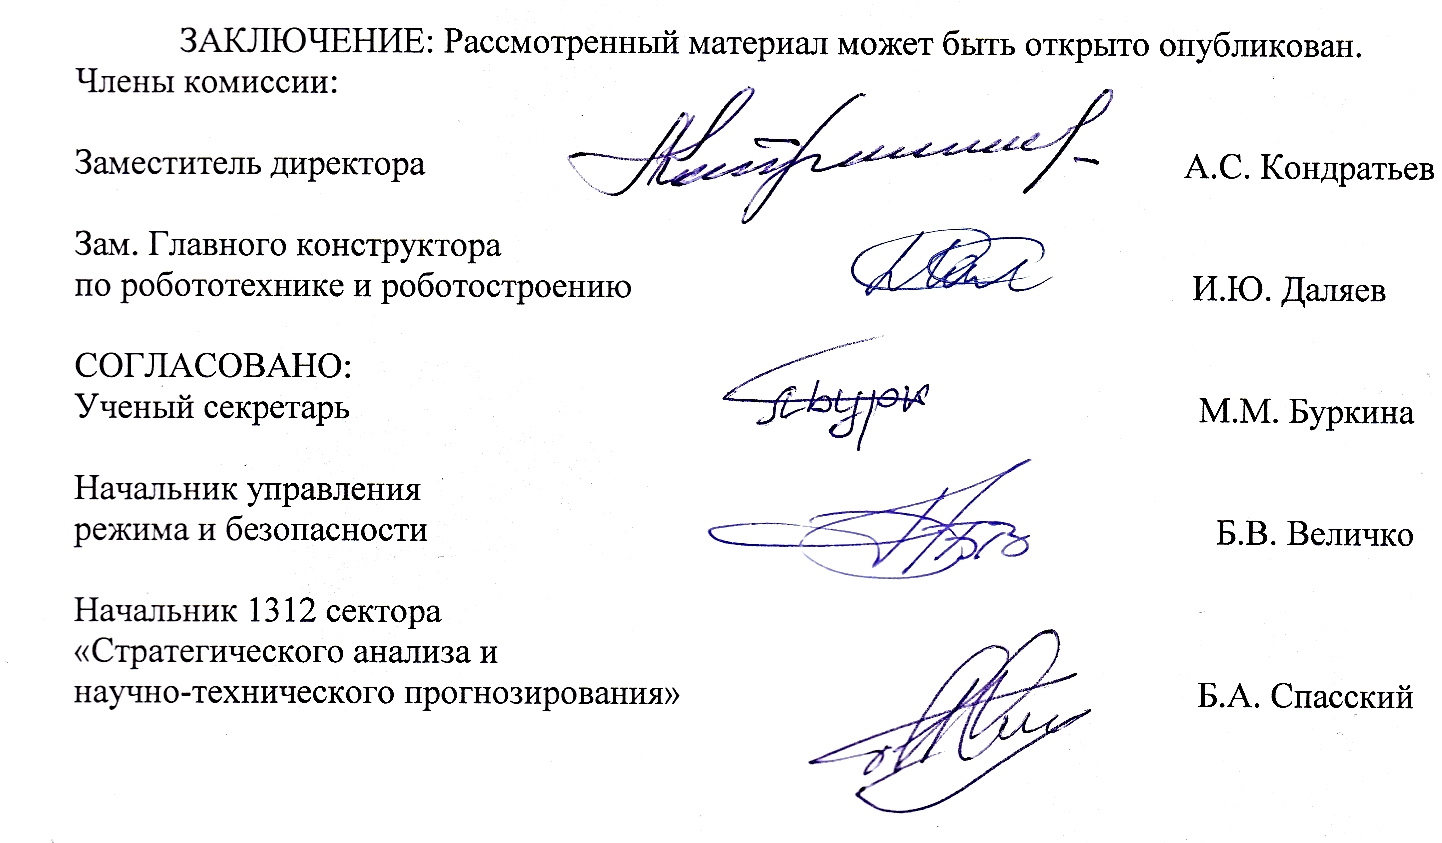 ЗАКЛЮЧЕНИЕ: Рассмотренный материал может быть открыто опубликован.
Члены комиссии:
Заместитель директора А.С. Кондратьев
Зам. Главного конструктора
по робототехнике и роботостроению И.Ю. Даляев
СОГЛАСОВАНО:
Ученый секретарь М.М. Буркина
Начальник управления
режима и безопасности Б.В. Величко
Начальник 1312 сектора
«Стратегического анализа и
научно-технического прогнозирования» Б.А. Спасский